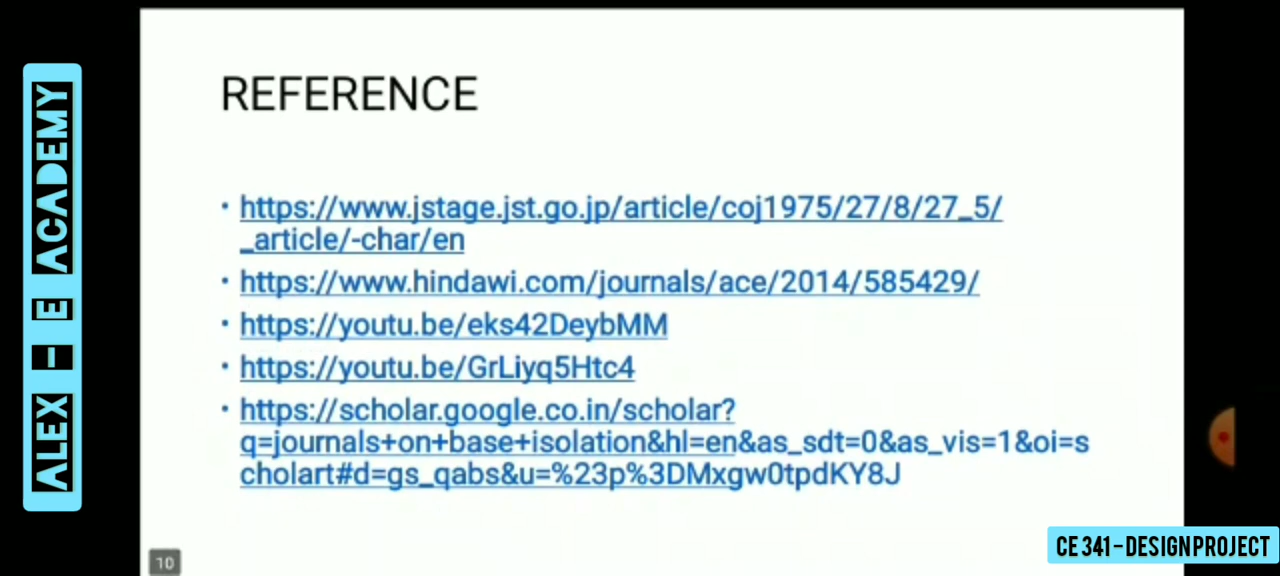 ALEX - E ACADEMY
REFERENCE
• https://www.jstage.jst.go.jp/article/coj1975/27/8/27_5/
_article/-char/en
• https://www.hindawi.com/journals/ace/2014/585429/
• https://youtu.be/eks42DeybMM
• https://youtu.be/GrLiyq5Htc4
• https://scholar.google.co.in/scholar?
q=journals+on+base+isolation&hl=en&as_sdt=0&as_vis=1&oi=s
cholart#d=gs_qabs&u=%23p%3DMxgw0tpdKY8J
10
CE 341 - DESIGN PROJECT